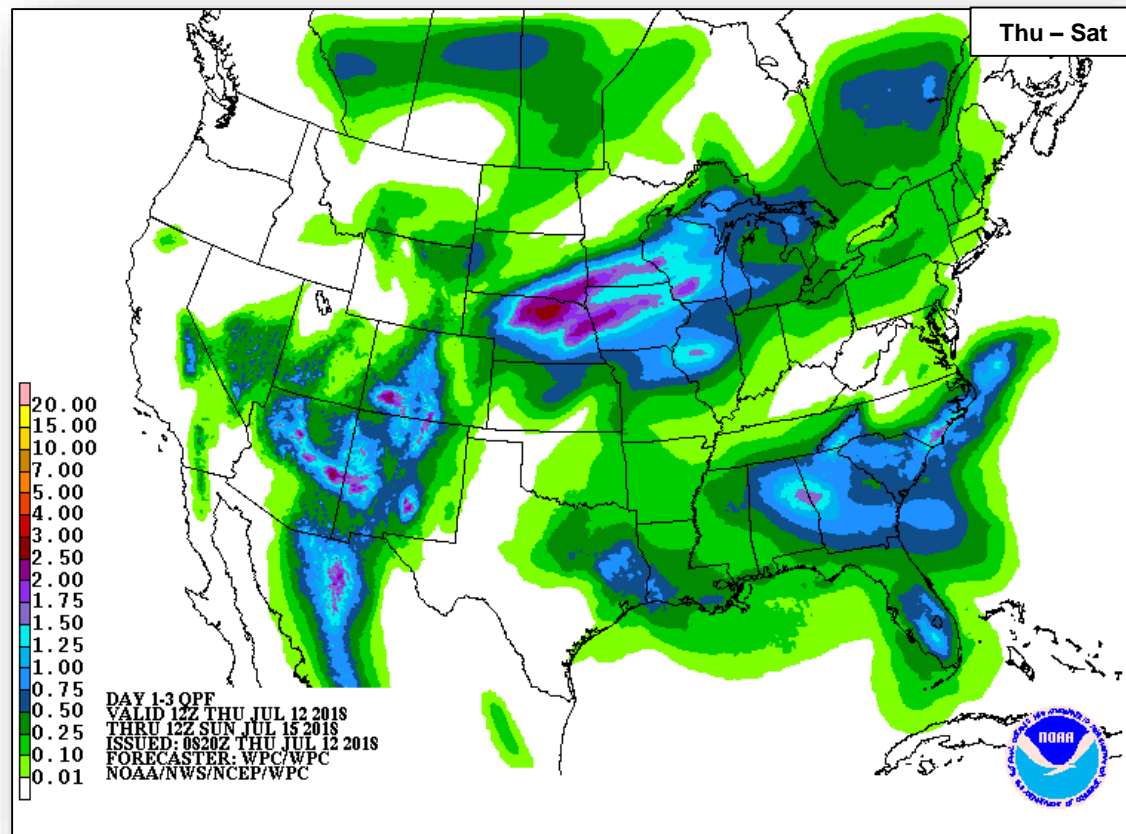 Thu – Sat
20.00
15.00
10.00
7.00
5.00
4.00
3.00
2.50
2.00
1.75
1.50
1.25
1.00
0.75
0.50
0.25
0.10
0.01
DAY 1-3 QPF
VALID 12Z THU JUL 12 2018
THRU 12Z SUN JUL 15 2018
ISSUED: 0820Z THU JUL 12 2018
FORECASTER: WPC/WPC
NOAA/NWS/NCEP/WPC
NOAA